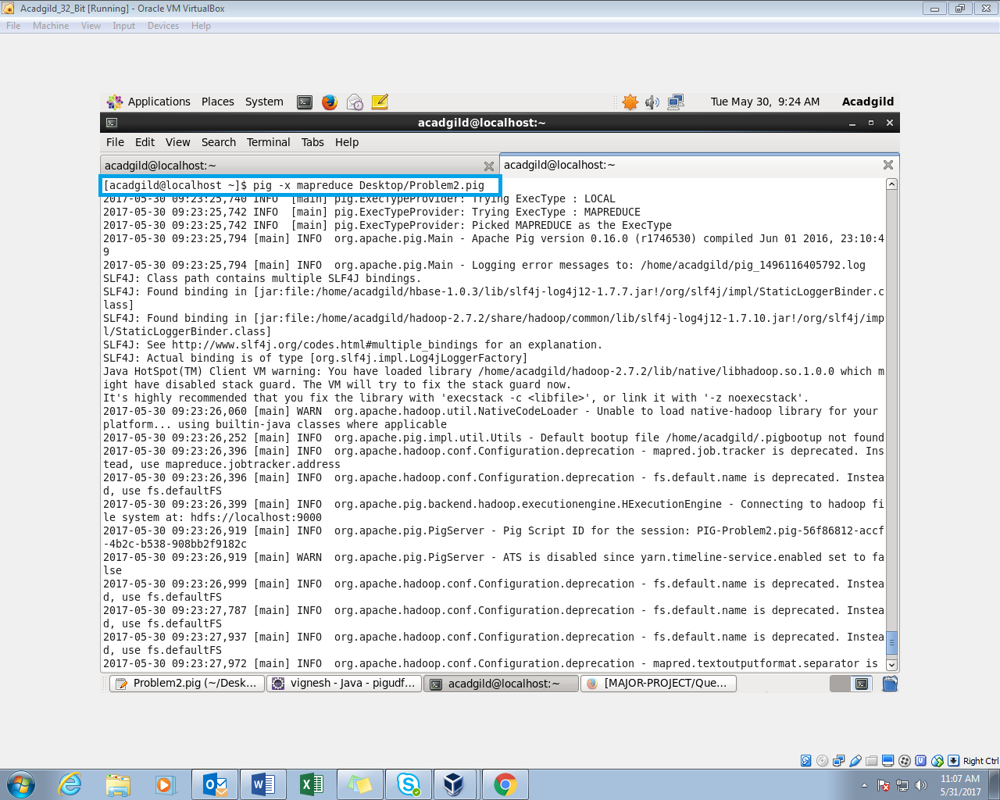 Acadgild_32_Bit [Running] - Oracle VM VirtualBox
File Machine View Input Devices Help
Applications Places System Tue May 30, 9:24 AM Acadgild
acadgild@localhost:~
File Edit View Search Terminal Tabs Help
acadgild@localhost:~ acadgild@localhost:~
[acadgild@localhost ~]$ pig -x mapreduce Desktop/Problem2.pig
2017-05-30 09:23:25,740 INFO  [main] pig.ExecTypeProvider: Trying ExecType : LOCAL
2017-05-30 09:23:25,742 INFO  [main] pig.ExecTypeProvider: Trying ExecType : MAPREDUCE
2017-05-30 09:23:25,742 INFO  [main] pig.ExecTypeProvider: Picked MAPREDUCE as the ExecType
2017-05-30 09:23:25,794 [main] INFO  org.apache.pig.Main - Apache Pig version 0.16.0 (r1746530) compiled Jun 01 2016, 23:10:4
9
2017-05-30 09:23:25,794 [main] INFO  org.apache.pig.Main - Logging error messages to: /home/acadgild/pig_1496116405792.log
SLF4J: Class path contains multiple SLF4J bindings.
SLF4J: Found binding in [jar:file:/home/acadgild/hbase-1.0.3/lib/slf4j-log4j12-1.7.7.jar!/org/slf4j/impl/StaticLoggerBinder.c
lass]
SLF4J: Found binding in [jar:file:/home/acadgild/hadoop-2.7.2/share/hadoop/common/lib/slf4j-log4j12-1.7.10.jar!/org/slf4j/imp
l/StaticLoggerBinder.class]
SLF4J: See http://www.slf4j.org/codes.html#multiple_bindings for an explanation.
SLF4J: Actual binding is of type [org.slf4j.impl.Log4jLoggerFactory]
Java HotSpot(TM) Client VM warning: You have loaded library /home/acadgild/hadoop-2.7.2/lib/native/libhadoop.so.1.0.0 which m
ight have disabled stack guard. The VM will try to fix the stack guard now.
It's highly recommended that you fix the library with 'execstack -c <libfile>', or link it with '-z noexecstack'.
2017-05-30 09:23:26,060 [main] WARN  org.apache.hadoop.util.NativeCodeLoader - Unable to load native-hadoop library for your
platform... using builtin-java classes where applicable
2017-05-30 09:23:26,252 [main] INFO  org.apache.pig.impl.util.Utils - Default bootup file /home/acadgild/.pigbootup not found
2017-05-30 09:23:26,396 [main] INFO  org.apache.hadoop.conf.Configuration.deprecation - mapred.job.tracker is deprecated. Ins
tead, use mapreduce.jobtracker.address
2017-05-30 09:23:26,396 [main] INFO  org.apache.hadoop.conf.Configuration.deprecation - fs.default.name is deprecated. Instea
d, use fs.defaultFS
2017-05-30 09:23:26,399 [main] INFO  org.apache.pig.backend.hadoop.executionengine.HExecutionEngine - Connecting to hadoop fi
le system at: hdfs://localhost:9000
2017-05-30 09:23:26,919 [main] INFO  org.apache.pig.PigServer - Pig Script ID for the session: PIG-Problem2.pig-56f86812-accf
-4b2c-b538-908bb2f9182c
2017-05-30 09:23:26,919 [main] WARN  org.apache.pig.PigServer - ATS is disabled since yarn.timeline-service.enabled set to fa
lse
2017-05-30 09:23:26,999 [main] INFO  org.apache.hadoop.conf.Configuration.deprecation - fs.default.name is deprecated. Instea
d, use fs.defaultFS
2017-05-30 09:23:27,787 [main] INFO  org.apache.hadoop.conf.Configuration.deprecation - fs.default.name is deprecated. Instea
d, use fs.defaultFS
2017-05-30 09:23:27,937 [main] INFO  org.apache.hadoop.conf.Configuration.deprecation - fs.default.name is deprecated. Instea
d, use fs.defaultFS
2017-05-30 09:23:27,972 [main] INFO  org.apache.hadoop.conf.Configuration.deprecation - mapred.textoutputformat.separator is
Problem2.pig (~/Desk... vignesh - Java - pigudf... acadgild@localhost:~ [MAJOR-PROJECT/Que...
Right Ctrl
11:07 AM
5/31/2017